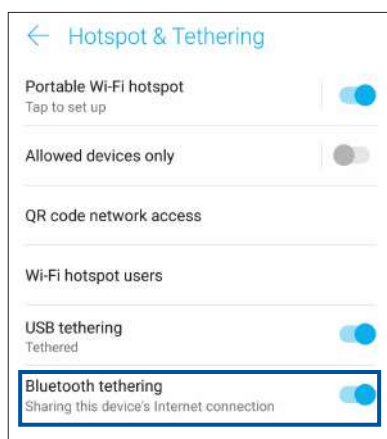 Hotspot & Tethering
Portable Wi-Fi hotspot
Tap to set up
Allowed devices only
QR code network access
Wi-Fi hotspot users
USB tethering
Tethered
Bluetooth tethering
Sharing this device's Internet connection